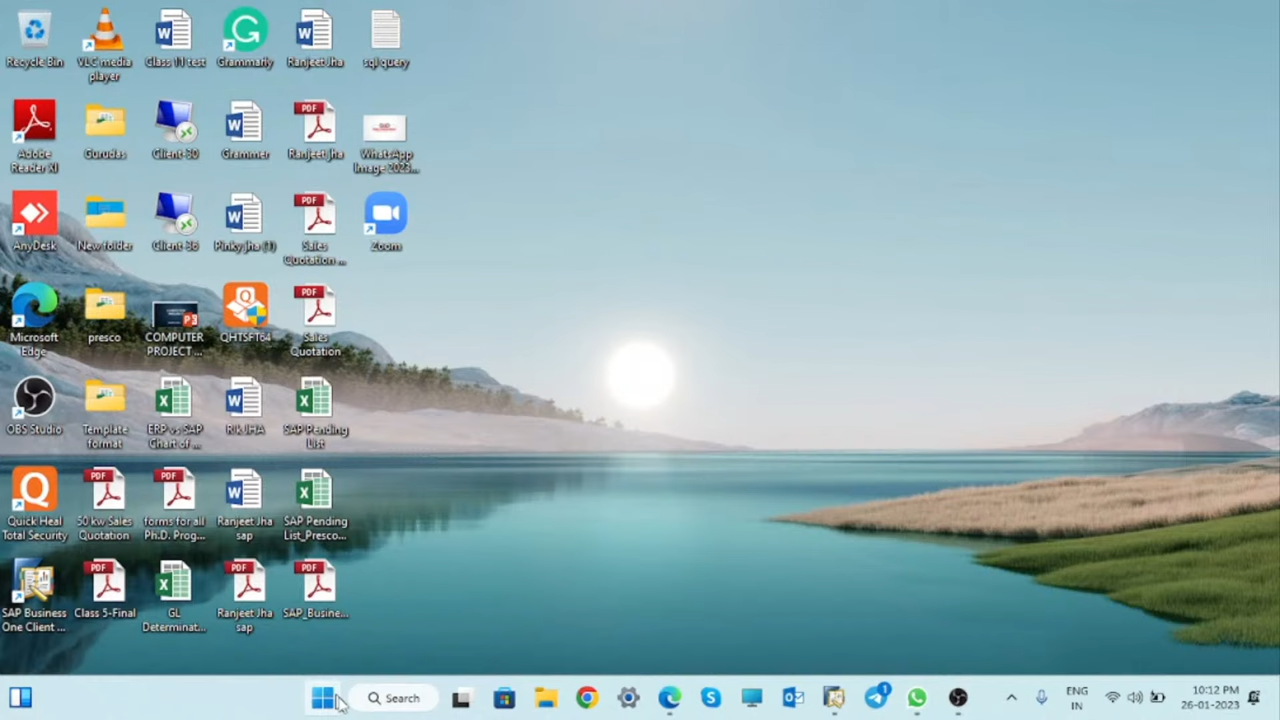 Recycle Bin
VLC media
player
Class 11 test
Grammarly
Ranjeet Jha
sql query
Adobe
Reader XI
Gurudas
Client-30
Grammer
Ranjeet Jha
WhatsApp
Image 2023...
AnyDesk
New folder
Client-36
Pinky Jha (1)
Sales
Quotation ...
Zoom
Microsoft
Edge
presco
COMPUTER
PROJECT ...
QHTSFT64
Sales
Quotation
OBS Studio
Template
format
ERP vs SAP
Chart of ...
Rik JHA
SAP Pending
List
Quick Heal
Total Security
50 kw Sales
Quotation
forms for all
Ph.D. Prog...
Ranjeet Jha
sap
SAP Pending
List_Presco...
SAP Business
One Client ...
Class 5-Final
GL
Determinat...
Ranjeet Jha
sap
SAP_Busine...
Search
1
ENG
IN
10:12 PM
26-01-2023